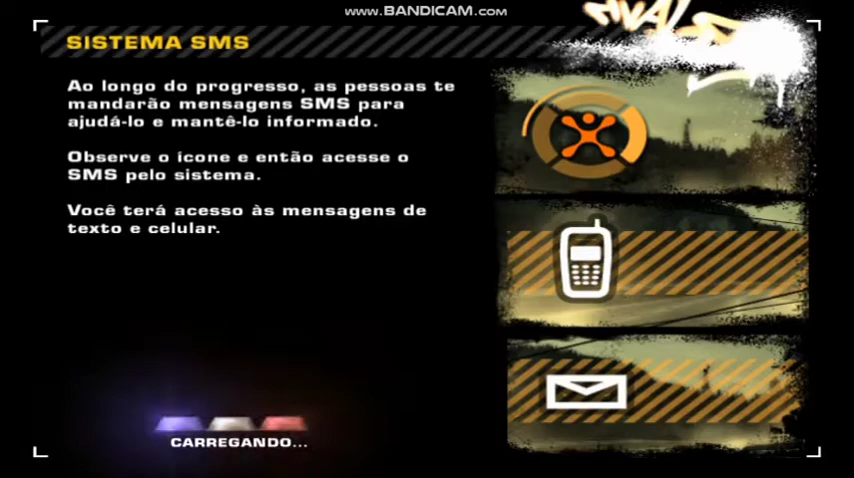 WWW.BANDICAM.COM
SISTEMA SMS
Ao longo do progresso, as pessoas te
mandarão mensagens SMS para
ajudá-lo e mantê-lo informado.
Observe o ícone e então acesse o
SMS pelo sistema.
Você terá acesso às mensagens de
texto e celular.
CARREGANDO...